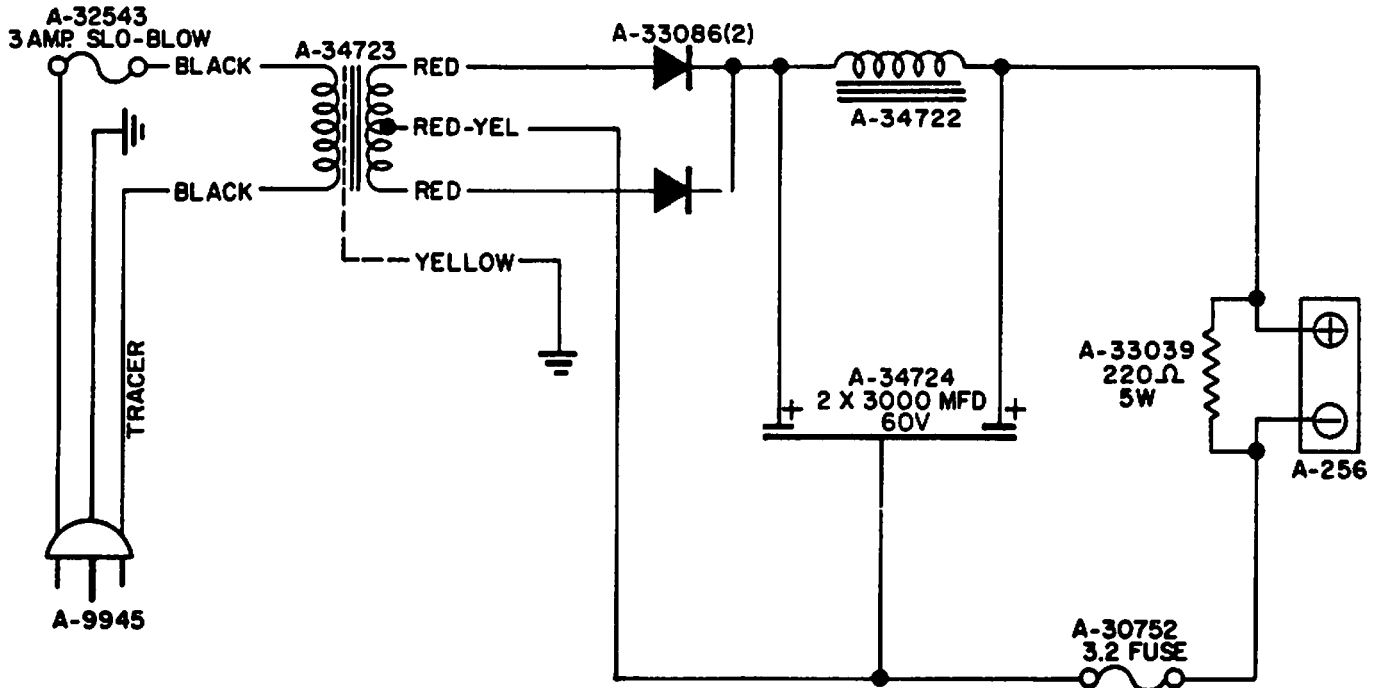 A-32543
3 AMP. SLO-BLOW
BLACK
A-34723
RED
A-33086(2)
RED-YEL
A-34722
BLACK
RED
YELLOW
TRACER
A-34724
2 X 3000 MFD
60V
+
+
A-33039
220Ω
5W
+
−
A-256
A-9945
A-30752
3.2 FUSE